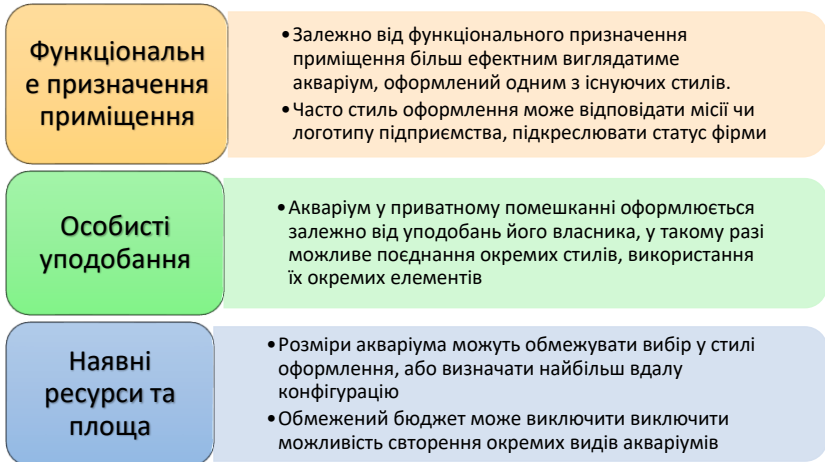 Функціональн
е призначення
приміщення
•Залежно від функціонального призначення
приміщення більш ефектним виглядатиме
акваріум, оформлений одним з існуючих стилів.
•Часто стиль оформлення може відповідати місії чи
логотипу підприємства, підкреслювати статус фірми
Особисті
уподобання
•Акваріум у приватному помешканні оформлюється
залежно від уподобань його власника, у такому разі
можливе поєднання окремих стилів, використання
їх окремих елементів
Наявні
ресурси та
площа
•Розміри акваріума можуть обмежувати вибір у стилі
оформлення, або визначати найбільш вдалу
конфігурацію
•Обмежений бюджет може виключити виключити
можливість свторення окремих видів акваріумів